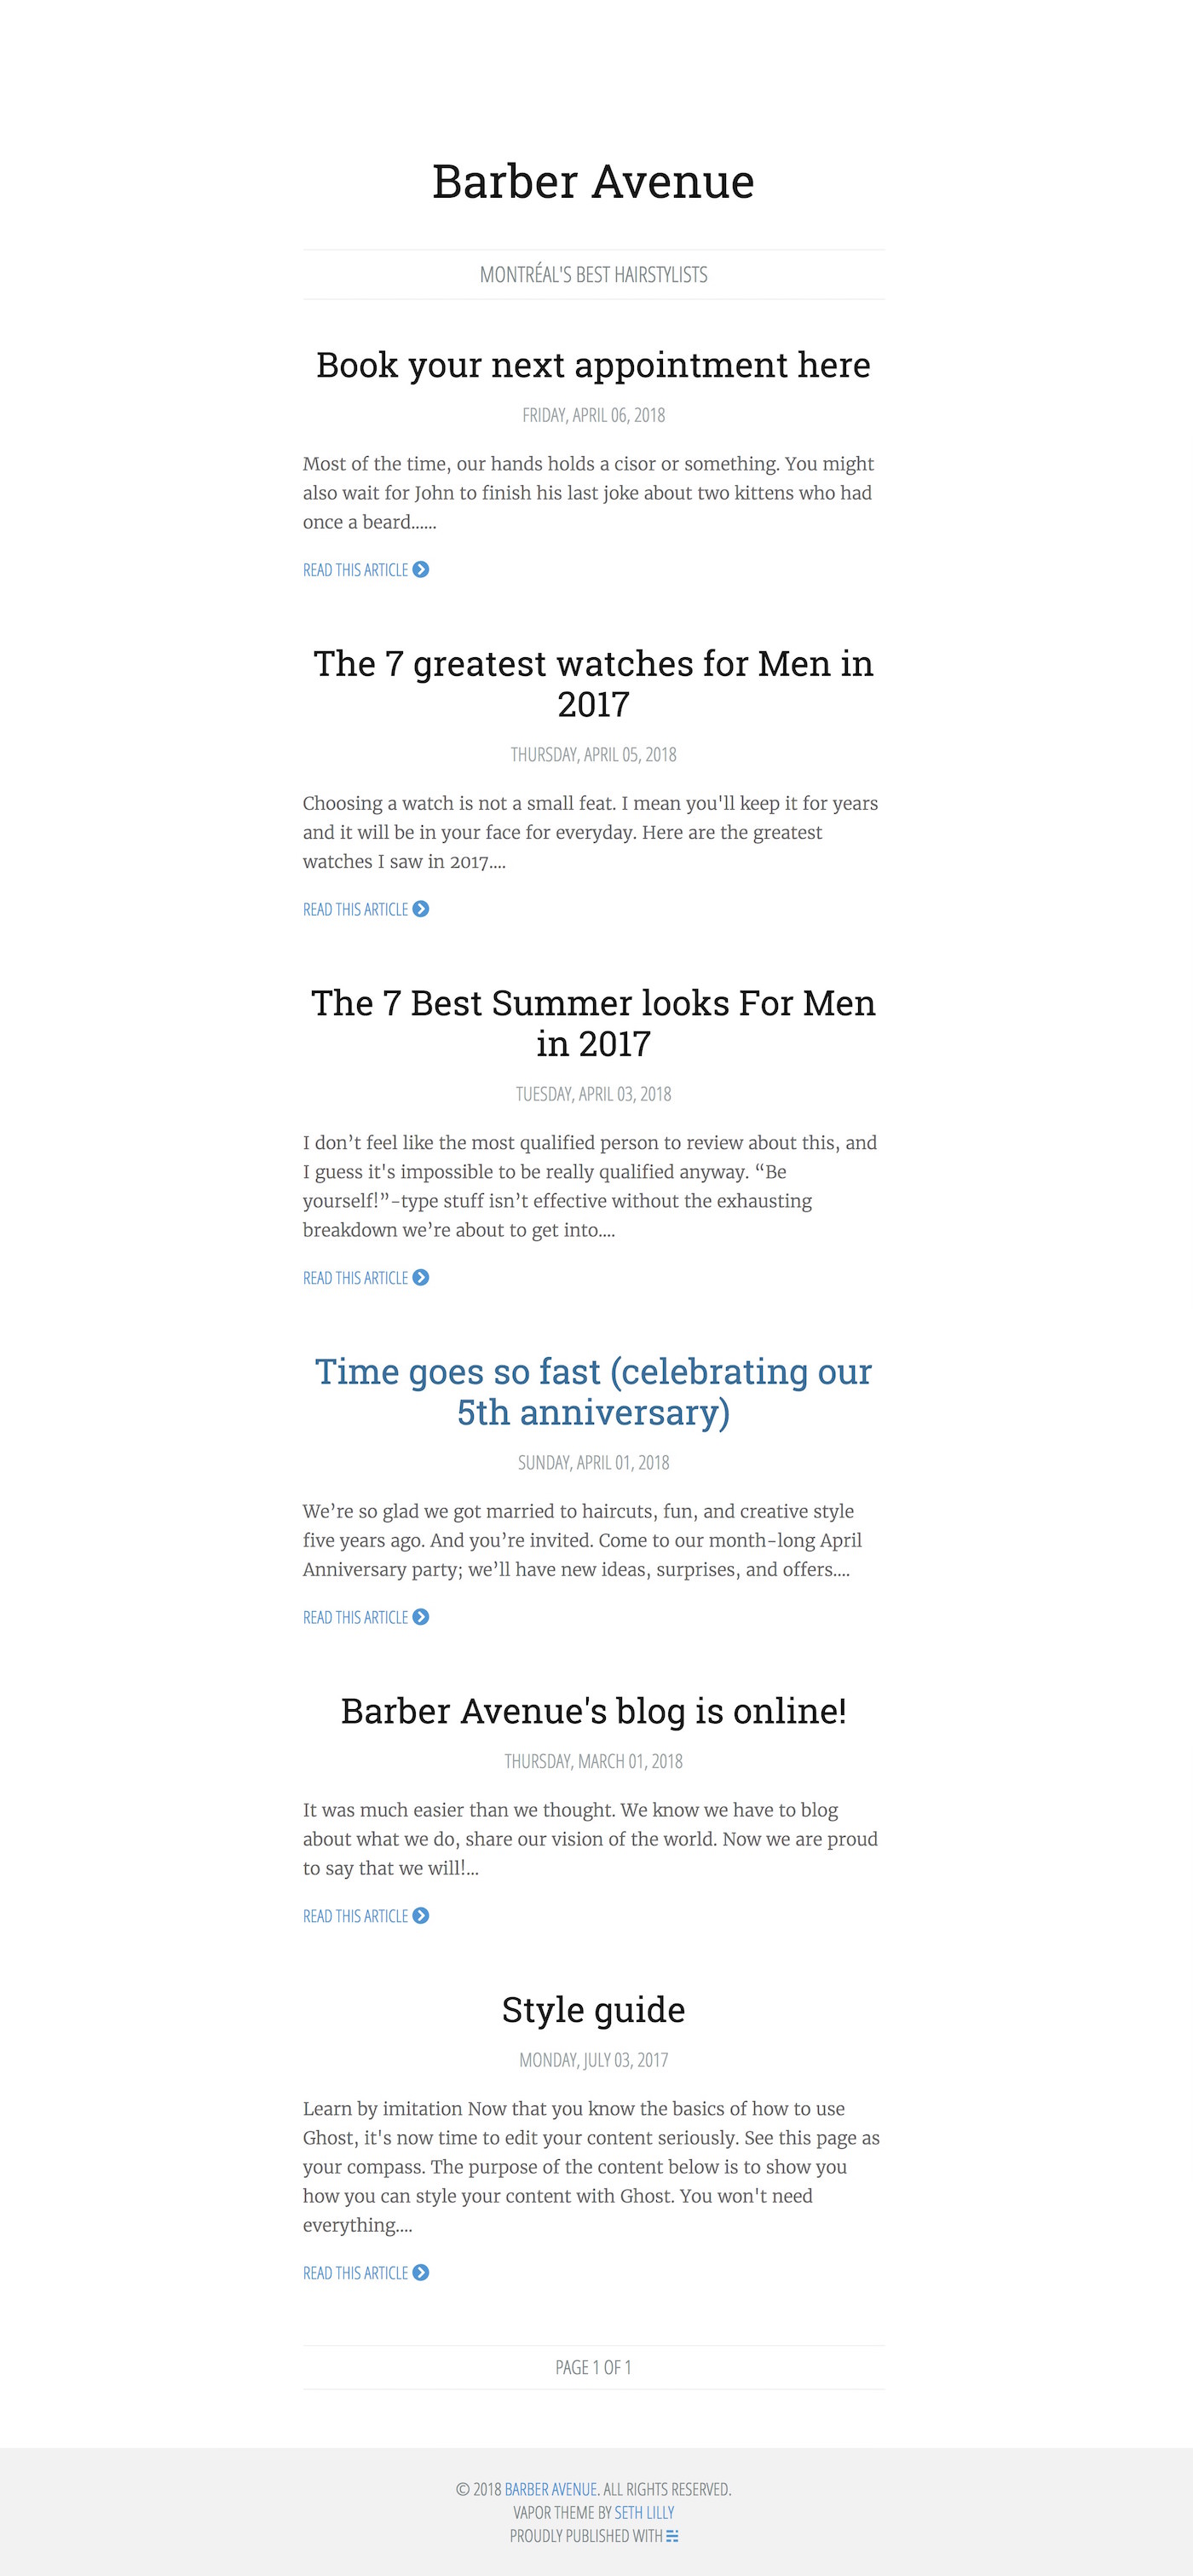 Barber Avenue
MONTRÉAL'S BEST HAIRSTYLISTS
Book your next appointment here
FRIDAY, APRIL 06, 2018
Most of the time, our hands holds a cisor or something. You might
also wait for John to finish his last joke about two kittens who had
once a beard......
READ THIS ARTICLE
The 7 greatest watches for Men in
2017
THURSDAY, APRIL 05, 2018
Choosing a watch is not a small feat. I mean you'll keep it for years
and it will be in your face for everyday. Here are the greatest
watches I saw in 2017....
READ THIS ARTICLE
The 7 Best Summer looks For Men
in 2017
TUESDAY, APRIL 03, 2018
I don’t feel like the most qualified person to review about this, and
I guess it's impossible to be really qualified anyway. “Be
yourself!”-type stuff isn’t effective without the exhausting
breakdown we’re about to get into....
READ THIS ARTICLE
Time goes so fast (celebrating our
5th anniversary)
SUNDAY, APRIL 01, 2018
We’re so glad we got married to haircuts, fun, and creative style
five years ago. And you’re invited. Come to our month-long April
Anniversary party; we’ll have new ideas, surprises, and offers....
READ THIS ARTICLE
Barber Avenue's blog is online!
THURSDAY, MARCH 01, 2018
It was much easier than we thought. We know we have to blog
about what we do, share our vision of the world. Now we are proud
to say that we will!...
READ THIS ARTICLE
Style guide
MONDAY, JULY 03, 2017
Learn by imitation Now that you know the basics of how to use
Ghost, it's now time to edit your content seriously. See this page as
your compass. The purpose of the content below is to show you
how you can style your content with Ghost. You won't need
everything....
READ THIS ARTICLE
PAGE 1 OF 1
© 2018 BARBER AVENUE. ALL RIGHTS RESERVED.
VAPOR THEME BY SETH LILLY
PROUDLY PUBLISHED WITH